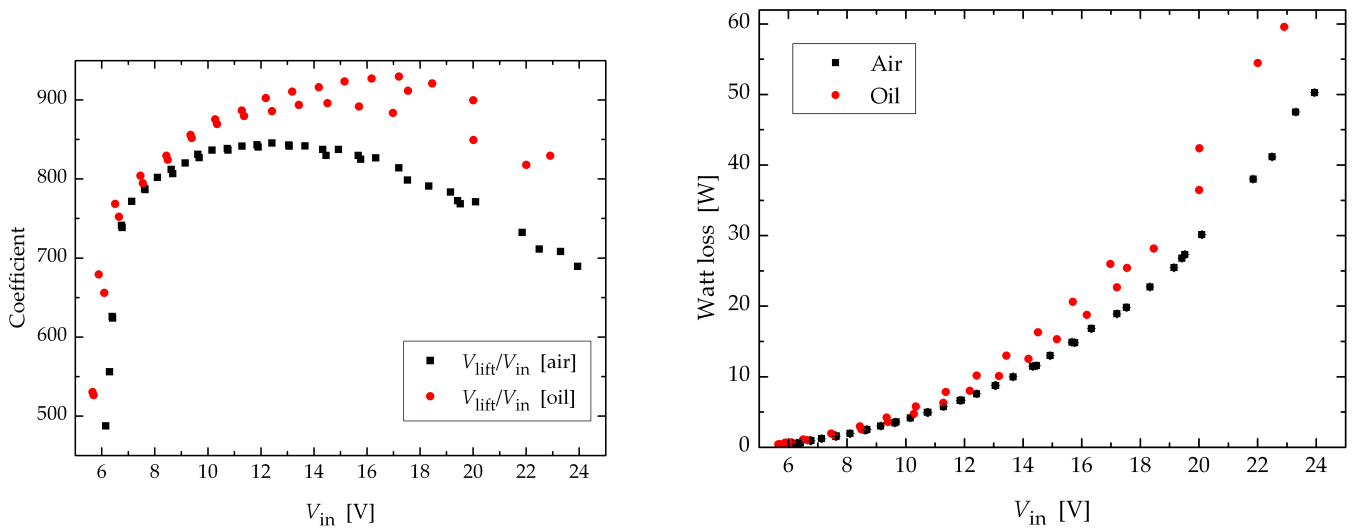 900
800
700
600
500
Coefficient
V_lift/V_in [air]
V_lift/V_in [oil]
6 8 10 12 14 16 18 20 22 24
V_in [V]
60
50
40
30
20
10
0
Watt loss [W]
Air
Oil
6 8 10 12 14 16 18 20 22 24
V_in [V]